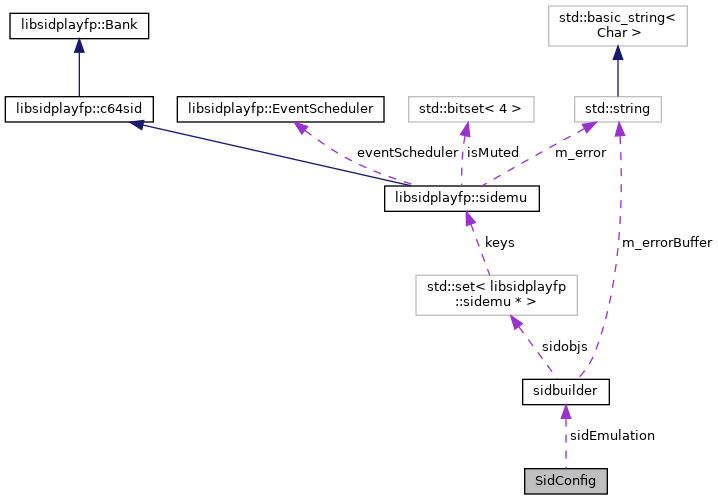 libsidplayfp::Bank
std::basic_string<
Char >
libsidplayfp::c64sid
libsidplayfp::EventScheduler
std::bitset< 4 >
std::string
eventScheduler
isMuted
m_error
libsidplayfp::sidemu
keys
m_errorBuffer
std::set< libsidplayfp
::sidemu * >
sidobjs
sidbuilder
sidEmulation
SidConfig